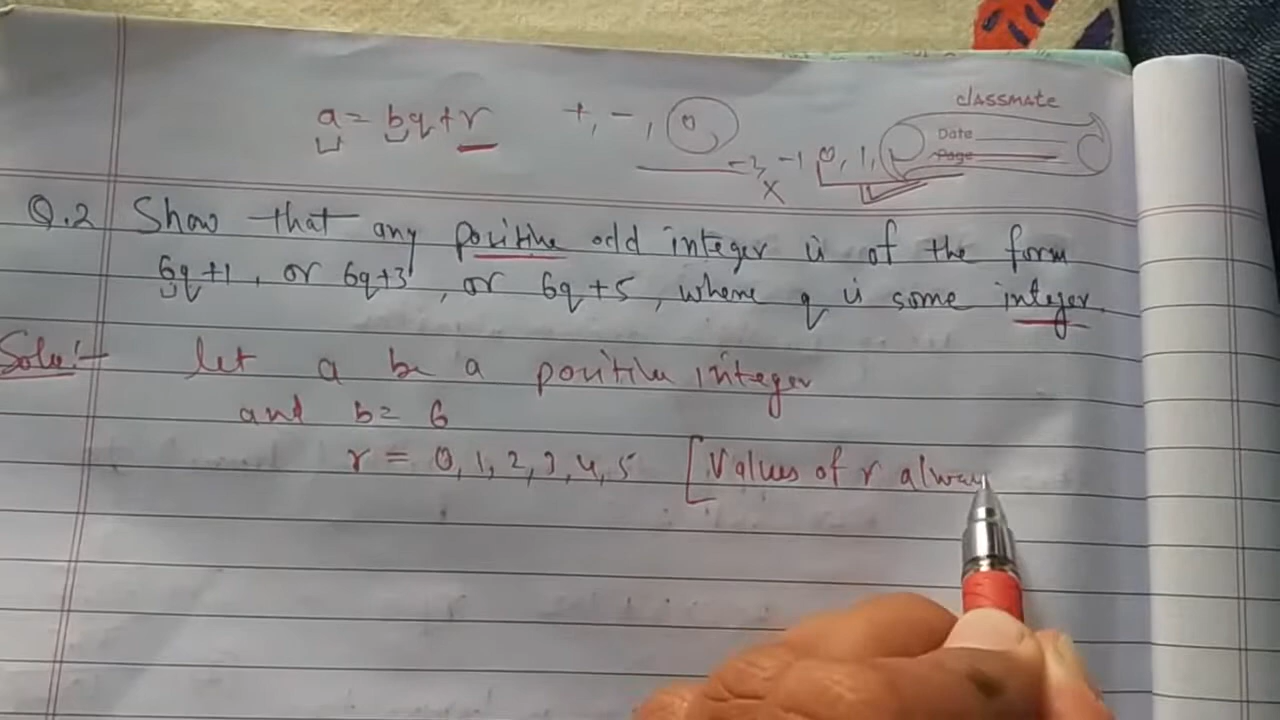 classmate
Date
Page
a = bq + r +, -, 0,
-2, -1 0, 1,
x
Q.2 Show that any positive odd integer is of the form
6q+1, or 6q+3, or 6q+5, where q is some integer.
Solu:-
let a be a positive integer
and b = 6
r = 0, 1, 2, 3, 4, 5 [Values of r alway